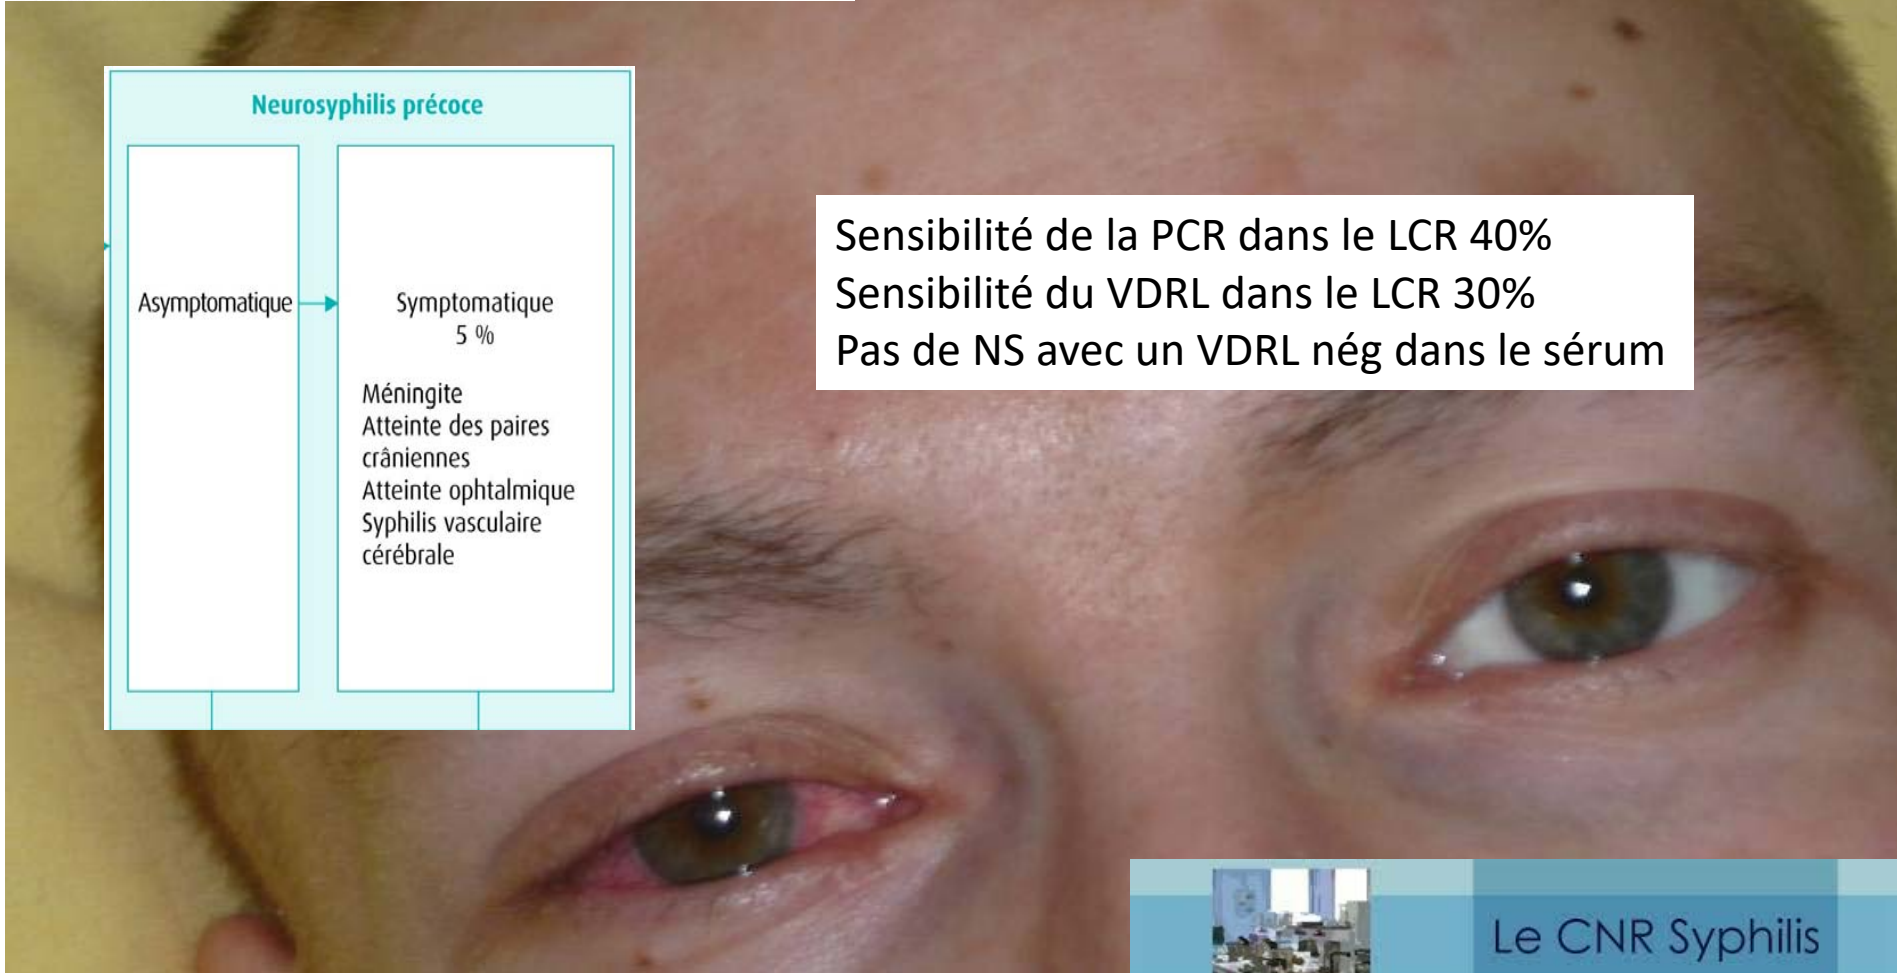 Neurosyphilis précoce
Asymptomatique
Symptomatique
5 %
Méningite
Atteinte des paires
crâniennes
Atteinte ophtalmique
Syphilis vasculaire
cérébrale
Sensibilité de la PCR dans le LCR 40%
Sensibilité du VDRL dans le LCR 30%
Pas de NS avec un VDRL nég dans le sérum
Le CNR Syphilis